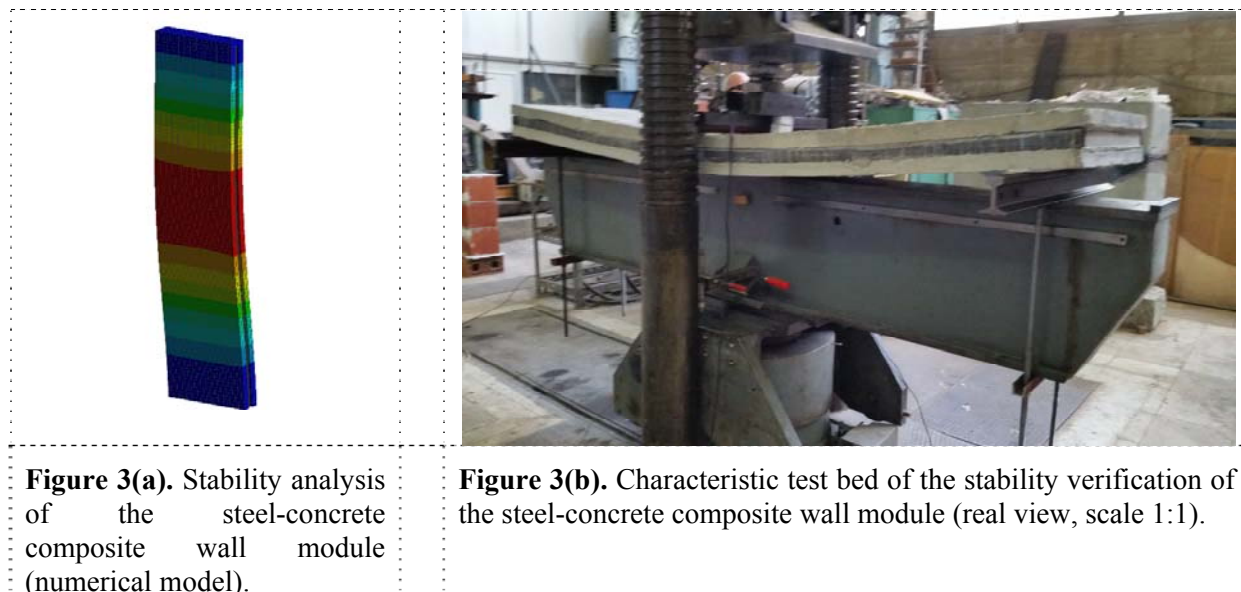 Figure 3(a). Stability analysis
of the steel-concrete
composite wall module
(numerical model).
Figure 3(b). Characteristic test bed of the stability verification of
the steel-concrete composite wall module (real view, scale 1:1).